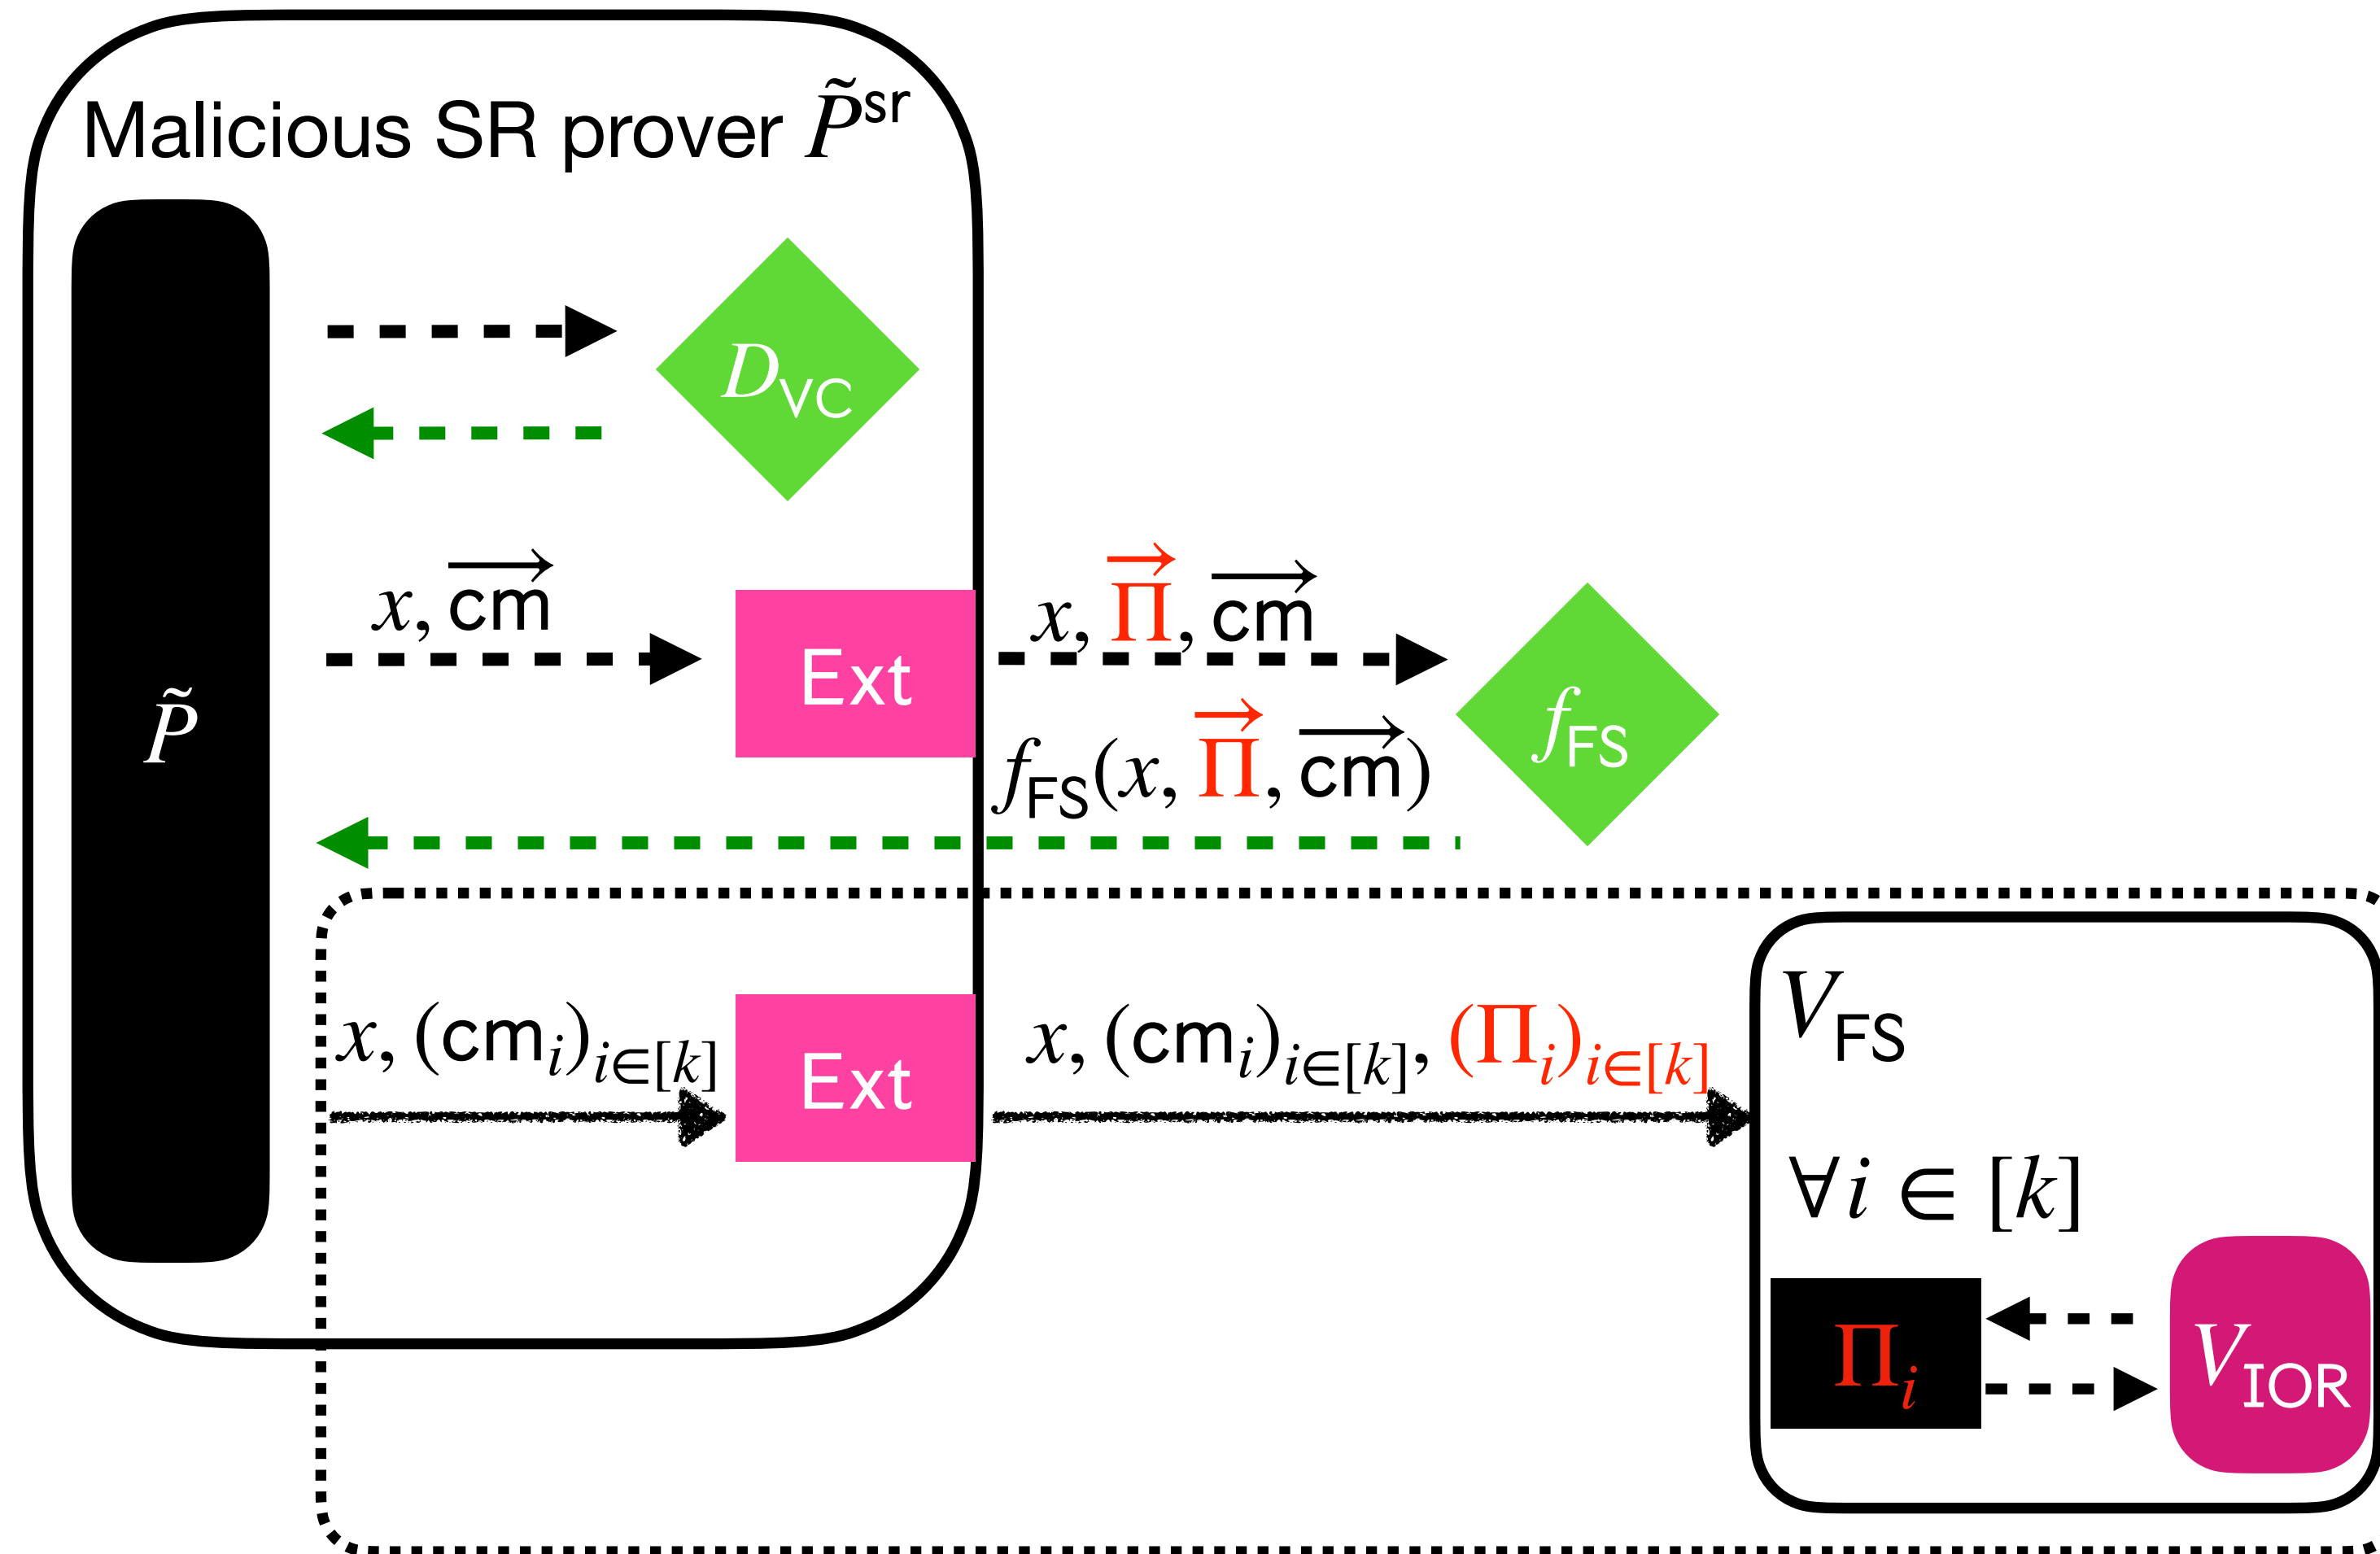 Malicious SR prover P̃^sr
D_VC
x, →cm
Ext
x, →Π, →cm
f_FS
f_FS(x, →Π, →cm)
P̃
x, (cm_i)_{i∈[k]}
Ext
x, (cm_i)_{i∈[k]}, (Π_i)_{i∈[k]}
V_FS
∀i ∈ [k]
Π_i
V_IOR